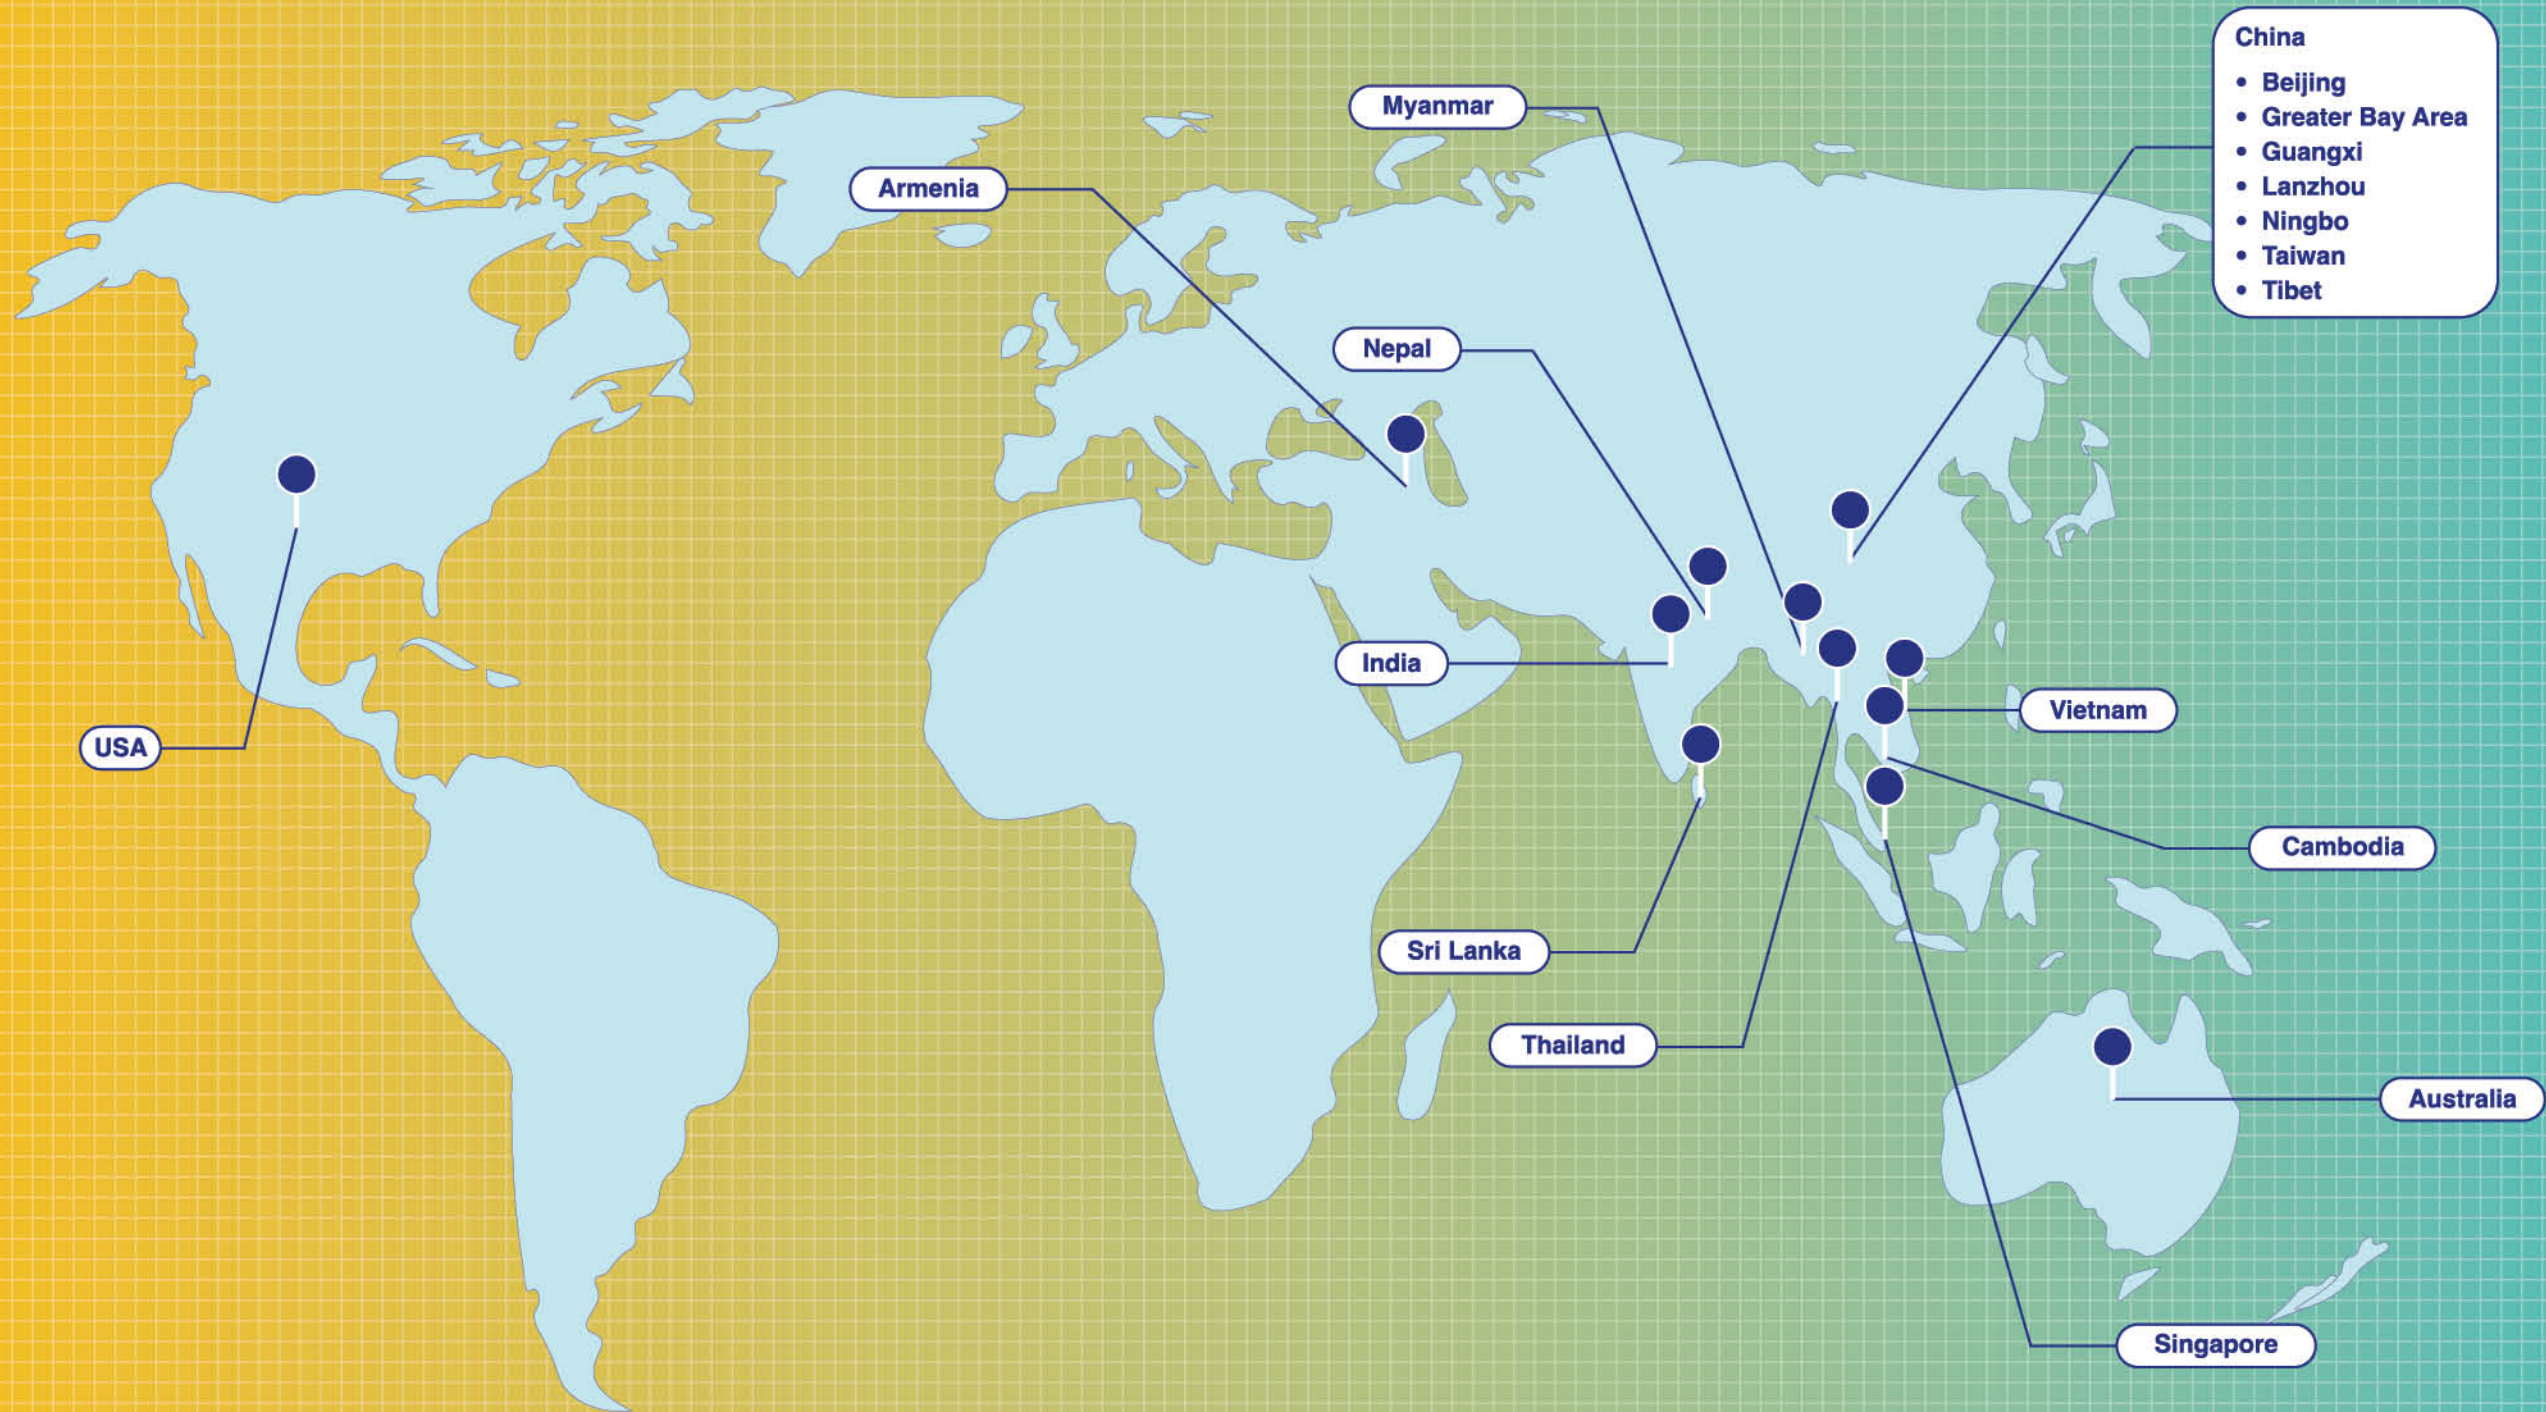 China
• Beijing
• Greater Bay Area
• Guangxi
• Lanzhou
• Ningbo
• Taiwan
• Tibet
Myanmar
Armenia
Nepal
India
Vietnam
USA
Cambodia
Sri Lanka
Thailand
Australia
Singapore